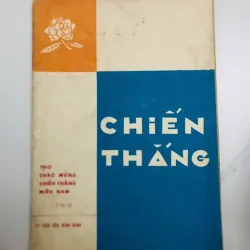 CHIẾN
THẮNG
THƠ
CHÀO MỪNG
CHIẾN THẮNG
MIỀN NAM